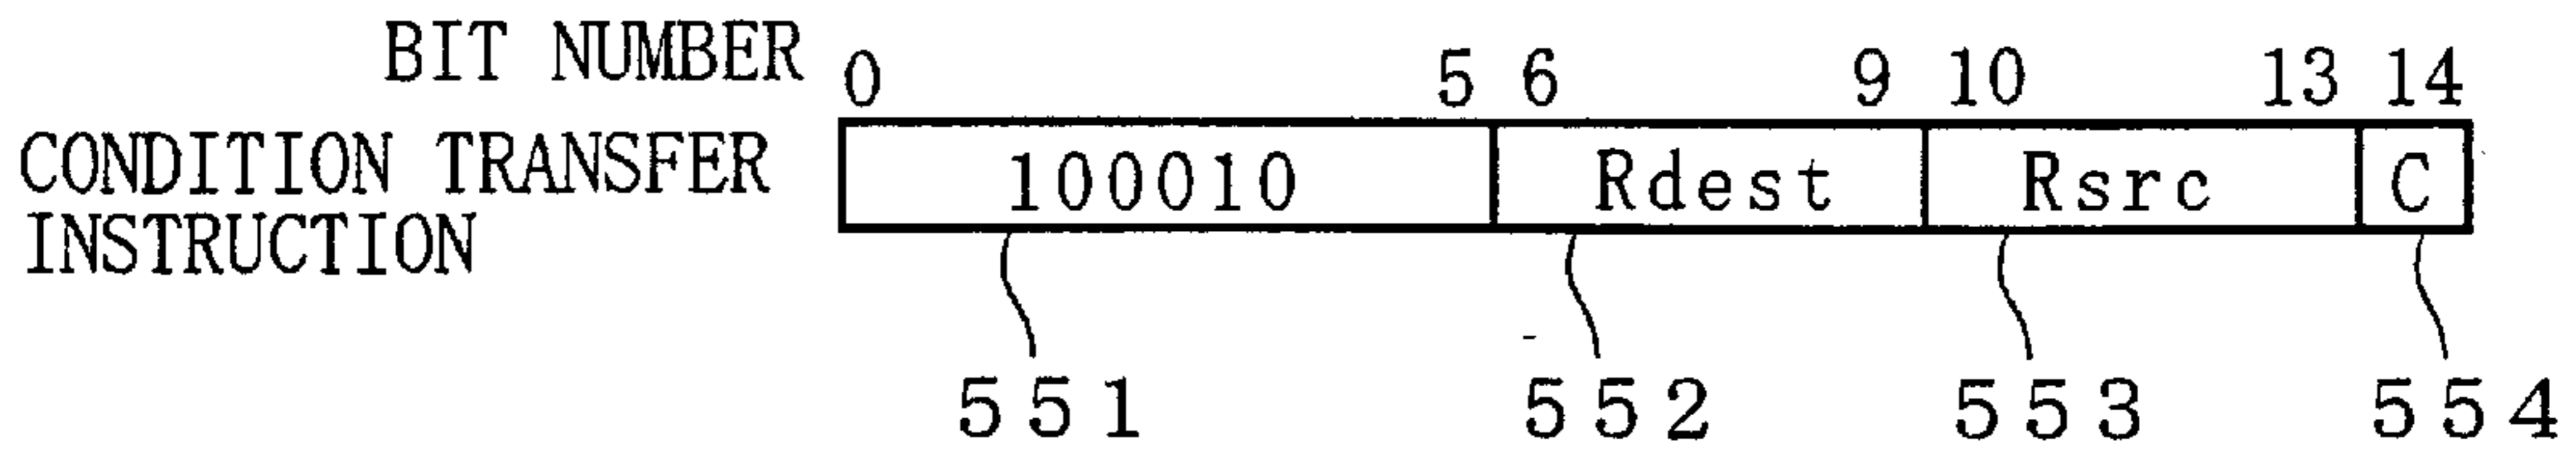 BIT NUMBER 0 5 6 9 10 13 14
CONDITION TRANSFER
INSTRUCTION
100010 Rdest Rsrc C
551 552 553 554